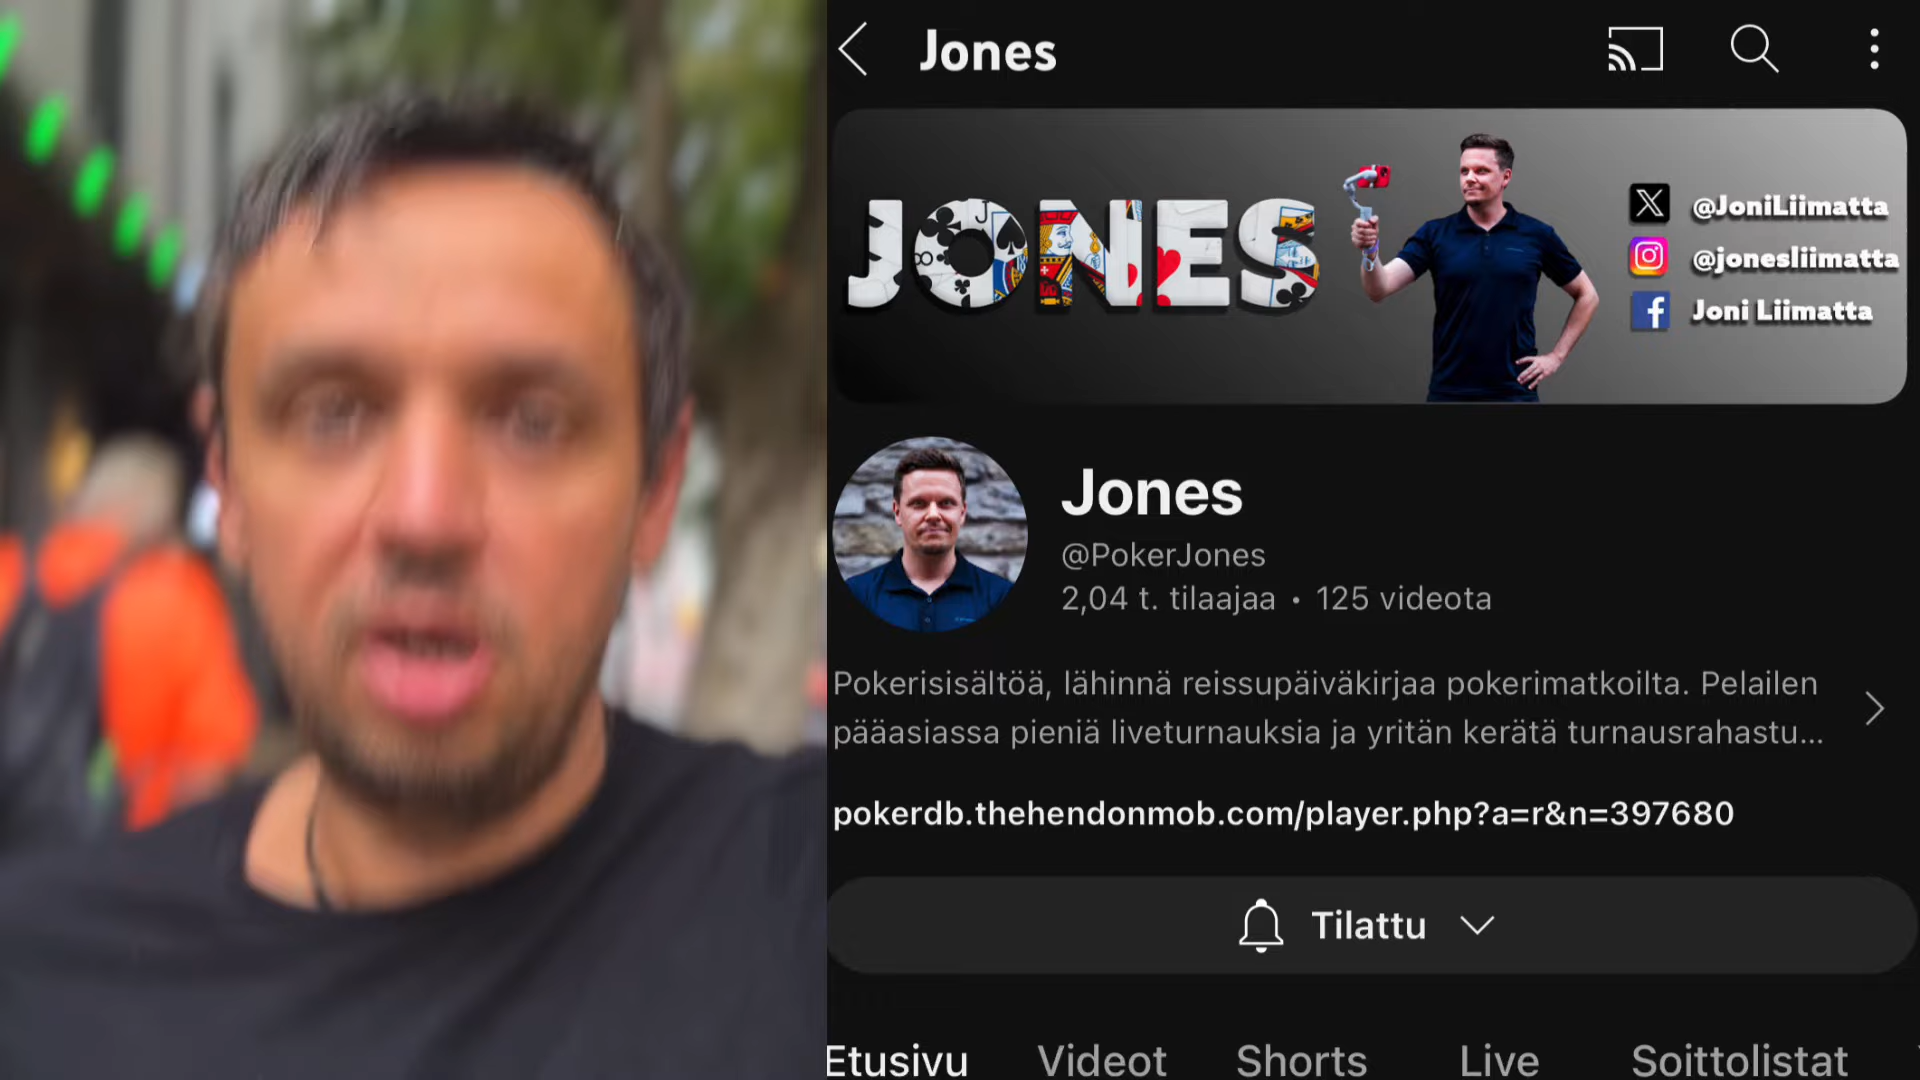 Jones
JONES
@JoniLiimatta
@jonesliimatta
Joni Liimatta
Jones
@PokerJones
2,04 t. tilaajaa • 125 videota
Pokerisisältöä, lähinnä reissupäiväkirjaa pokerimatkoilta. Pelailen
pääasiassa pieniä liveturnauksia ja yritän kerätä turnausrahastu...
pokerdb.thehendonmob.com/player.php?a=r&n=397680
Tilattu
Etusivu Videot Shorts Live Soittolistat